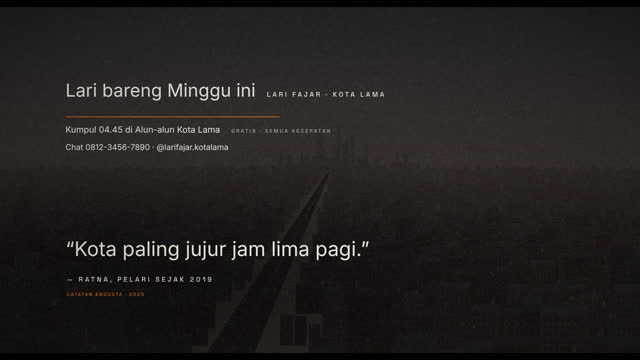 Lari bareng Minggu ini LARI FAJAR · KOTA LAMA
Kumpul 04.45 di Alun-alun Kota Lama GRATIS · SEMUA KECEPATAN
Chat 0812-3456-7890 · @larifajar.kotalama
“Kota paling jujur jam lima pagi.”
— RATNA, PELARI SEJAK 2019
CATATAN ANGGOTA · 2025